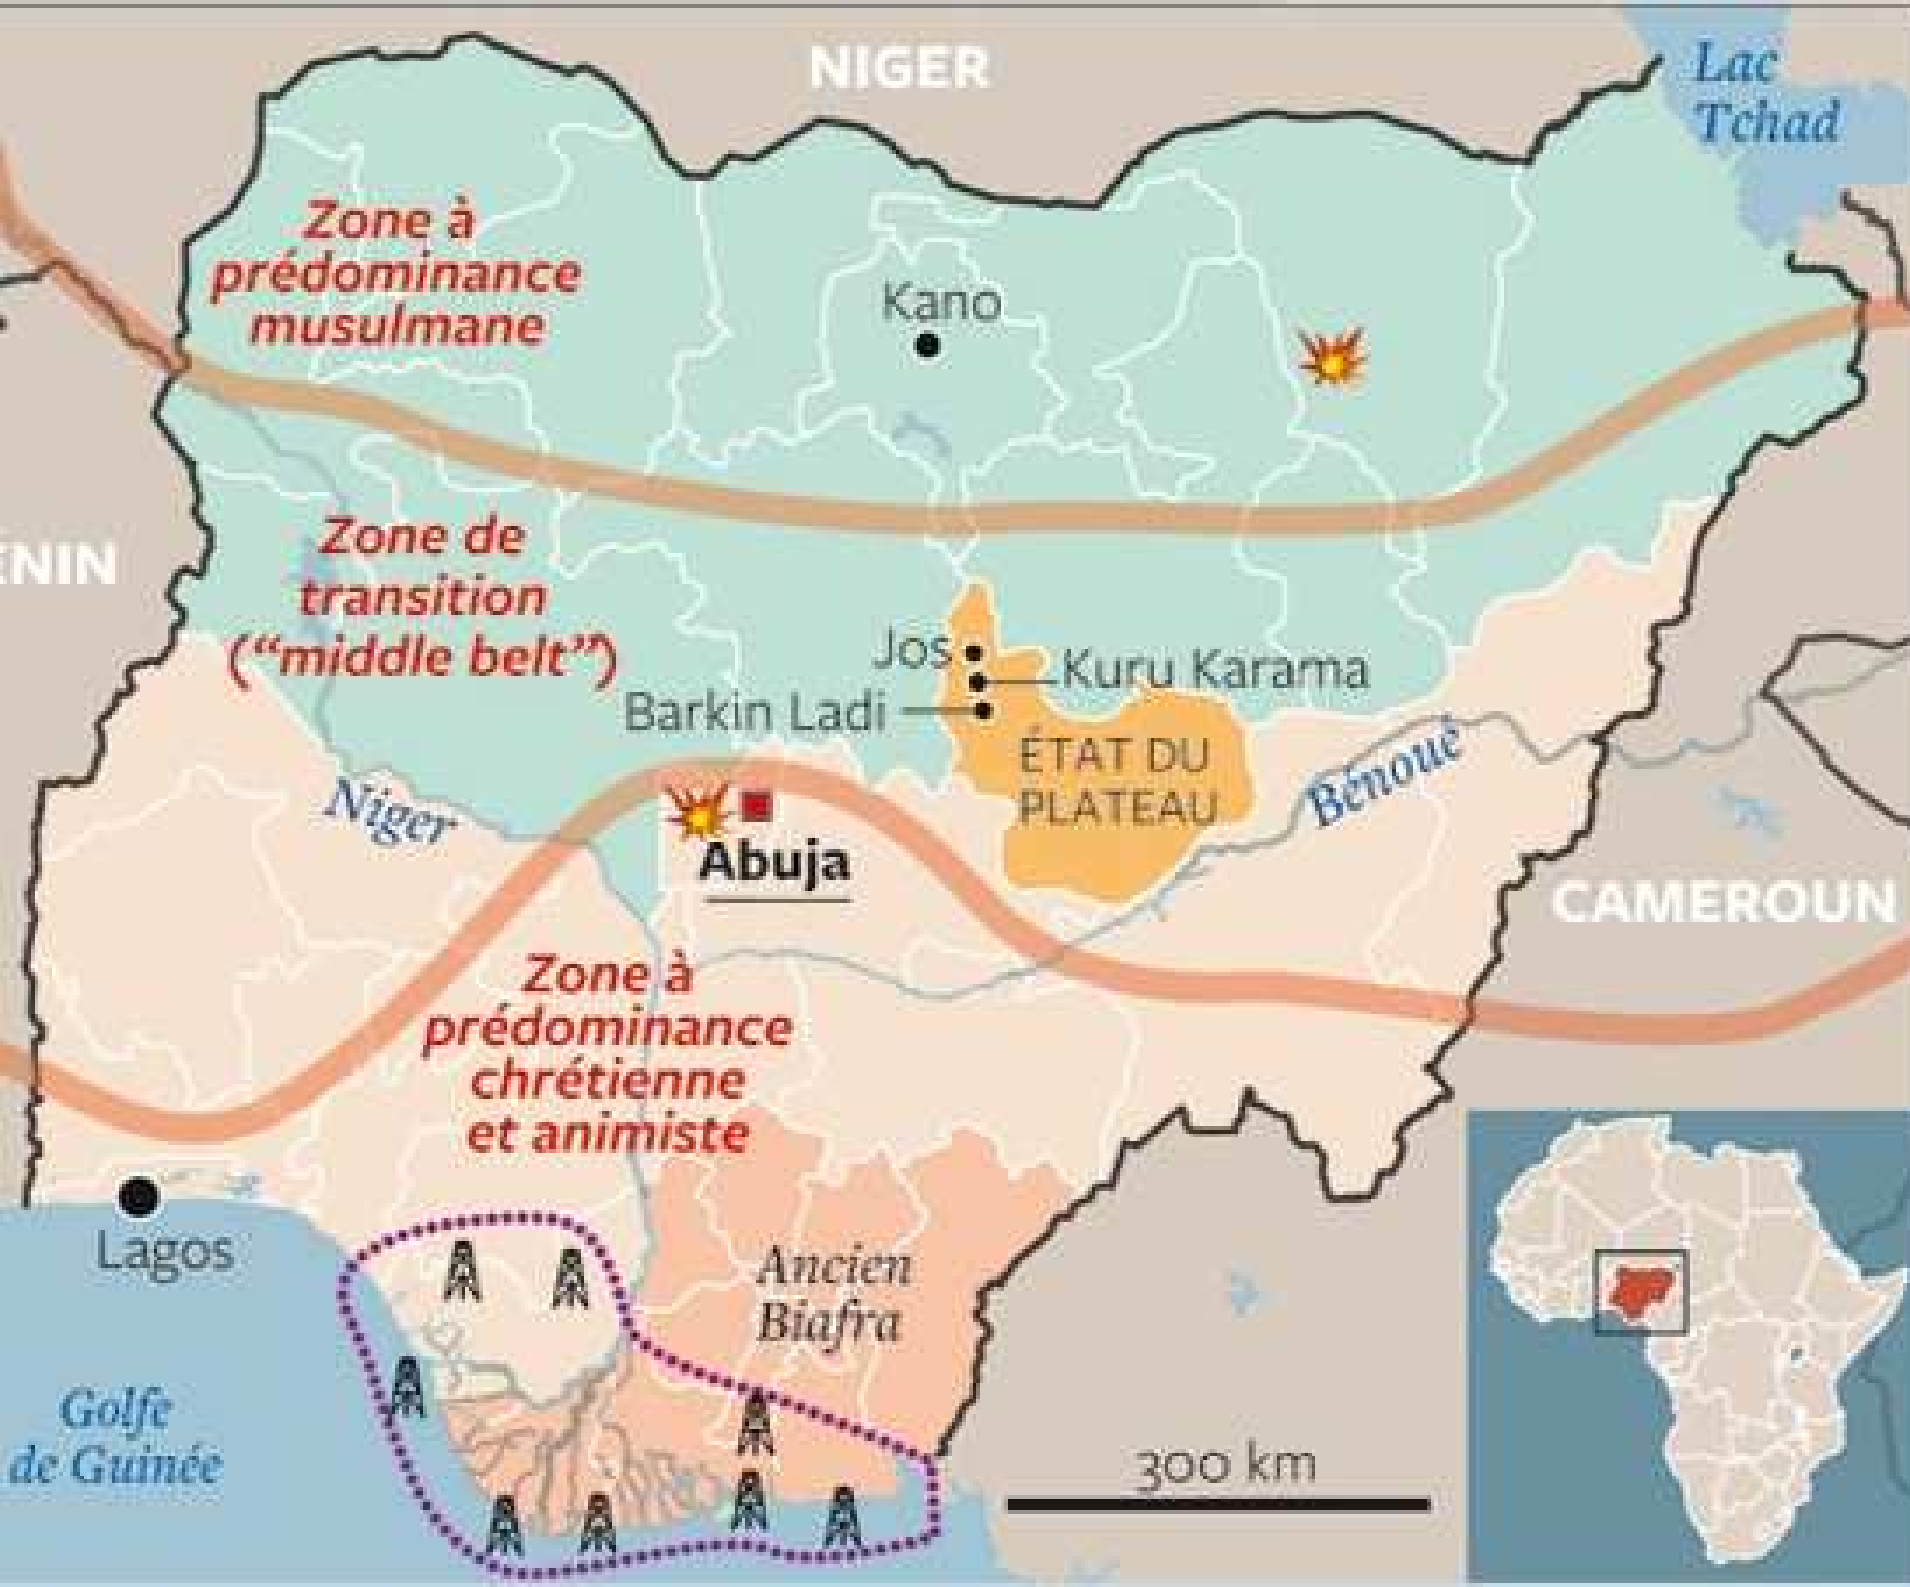 NIGER
Lac
Tchad
Zone à
prédominance
musulmane
Kano
Zone de
transition
(“middle belt”)
ENIN
Jos
Kuru Karama
Barkin Ladi
ÉTAT DU
PLATEAU
Niger
Bénoué
Abuja
CAMEROUN
Zone à
prédominance
chrétienne
et animiste
Lagos
Ancien
Biafra
Golfe
de Guinée
300 km